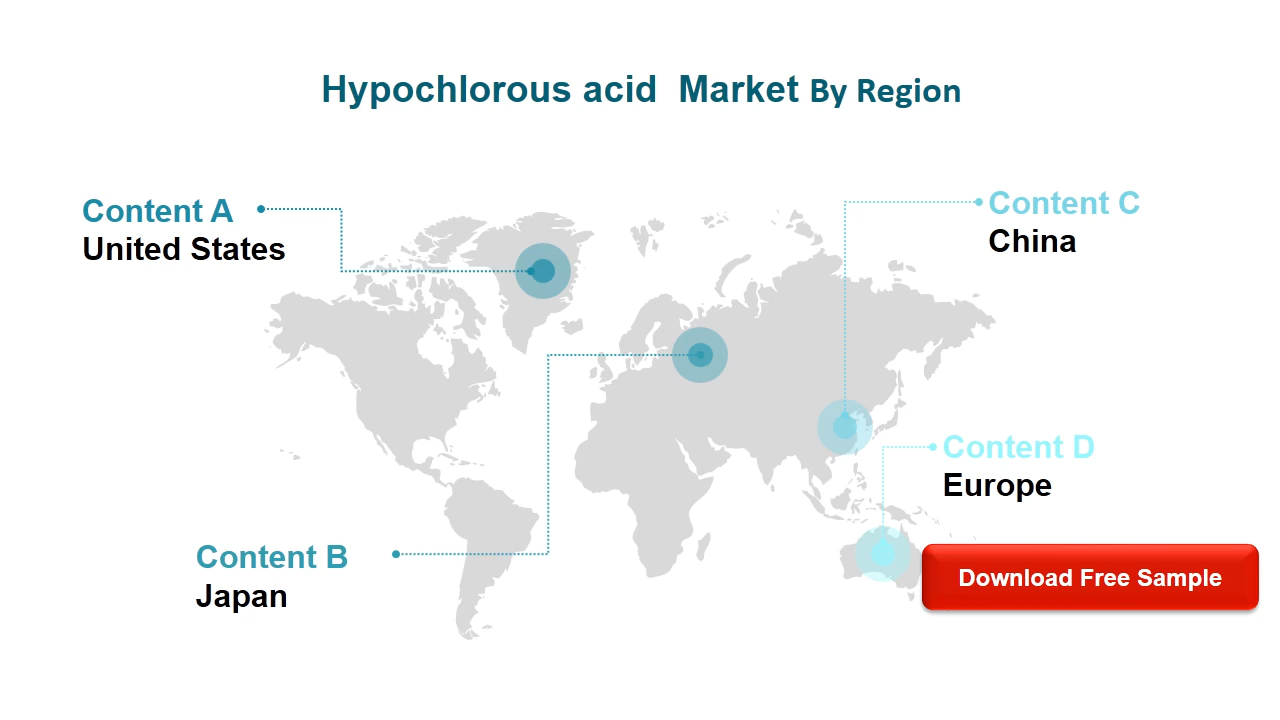 Hypochlorous acid  Market By Region
Content A
United States
Content C
China
Content D
Europe
Content B
Japan
Download Free Sample